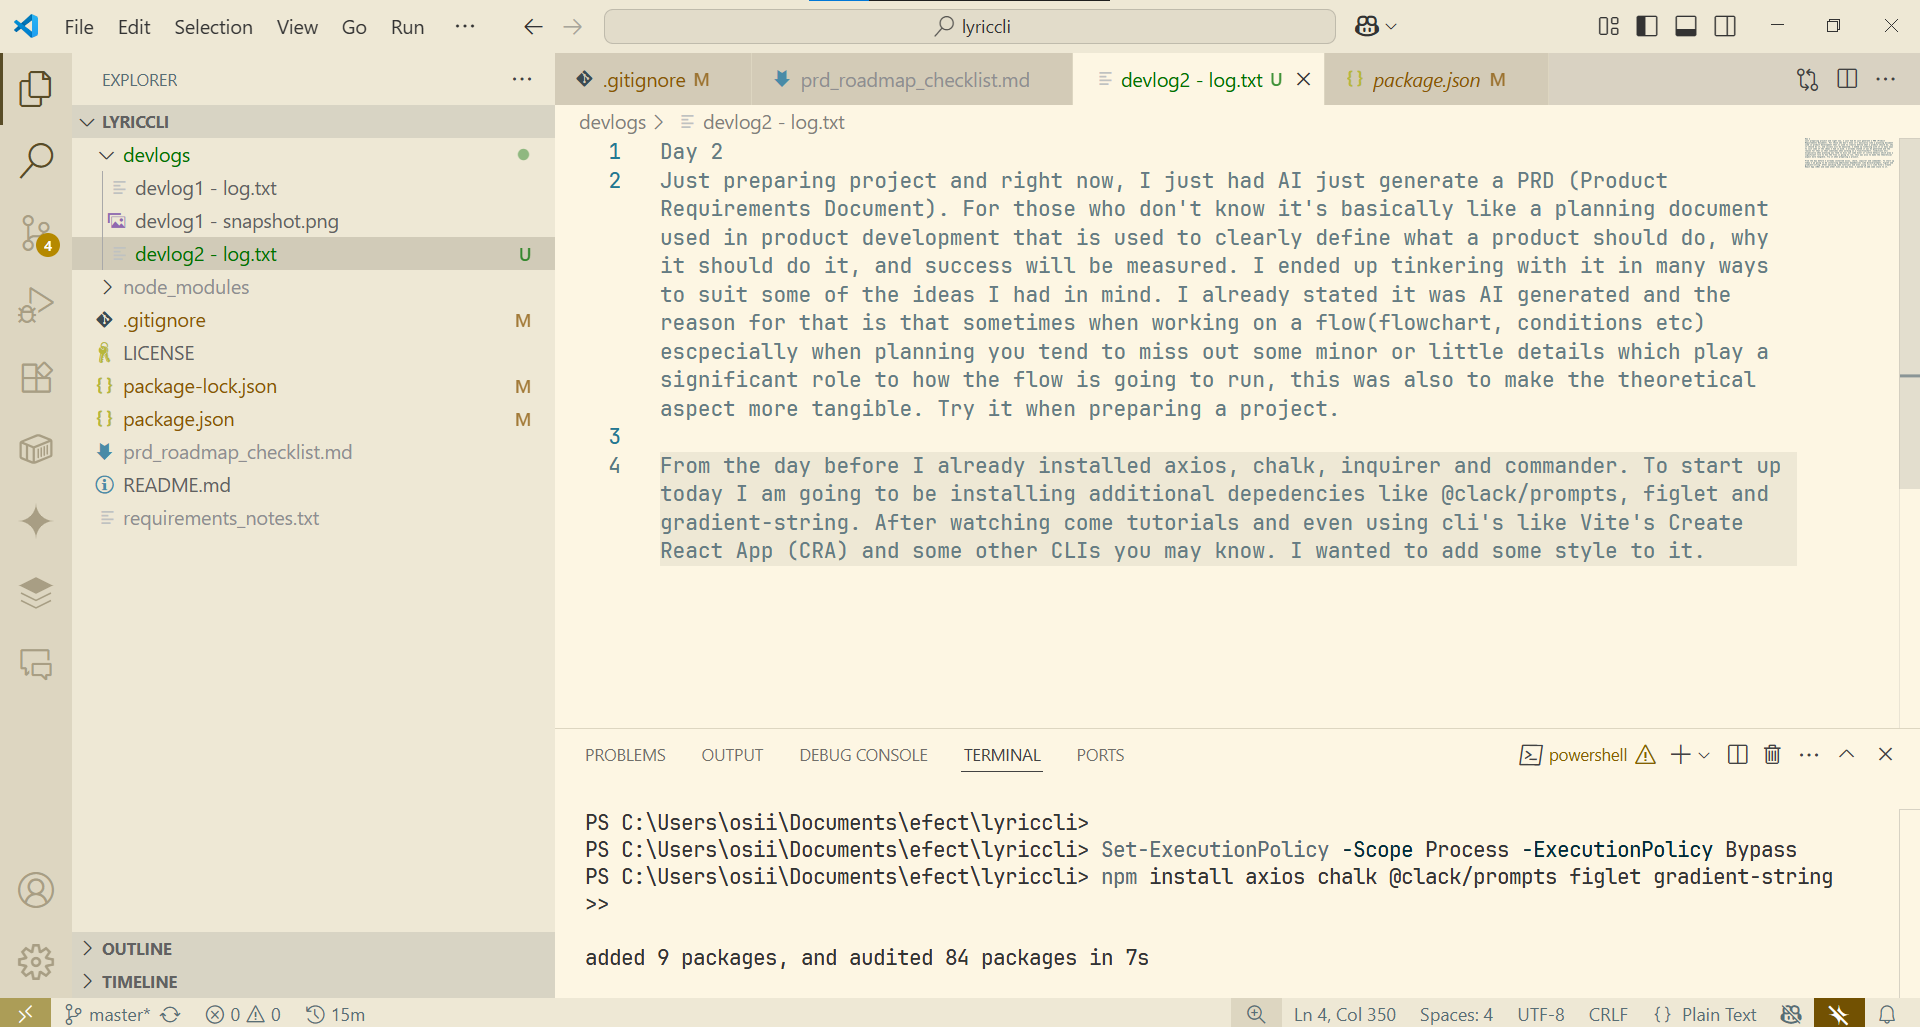 File Edit Selection View Go Run ··· lyriccli
EXPLORER ···
.gitignore M prd_roadmap_checklist.md devlog2 - log.txt U package.json M
devlogs > devlog2 - log.txt
LYRICCLI
devlogs
devlog1 - log.txt
devlog1 - snapshot.png
devlog2 - log.txt U
node_modules
.gitignore M
LICENSE
package-lock.json M
package.json M
prd_roadmap_checklist.md
README.md
requirements_notes.txt
4
OUTLINE
TIMELINE
1 Day 2
2 Just preparing project and right now, I just had AI just generate a PRD (Product
Requirements Document). For those who don't know it's basically like a planning document
used in product development that is used to clearly define what a product should do, why
it should do it, and success will be measured. I ended up tinkering with it in many ways
to suit some of the ideas I had in mind. I already stated it was AI generated and the
reason for that is that sometimes when working on a flow(flowchart, conditions etc)
escpecially when planning you tend to miss out some minor or little details which play a
significant role to how the flow is going to run, this was also to make the theoretical
aspect more tangible. Try it when preparing a project.
3
4 From the day before I already installed axios, chalk, inquirer and commander. To start up
today I am going to be installing additional depedencies like @clack/prompts, figlet and
gradient-string. After watching come tutorials and even using cli's like Vite's Create
React App (CRA) and some other CLIs you may know. I wanted to add some style to it.
PROBLEMS OUTPUT DEBUG CONSOLE TERMINAL PORTS powershell
PS C:\Users\osii\Documents\efect\lyriccli>
PS C:\Users\osii\Documents\efect\lyriccli> Set-ExecutionPolicy -Scope Process -ExecutionPolicy Bypass
PS C:\Users\osii\Documents\efect\lyriccli> npm install axios chalk @clack/prompts figlet gradient-string
>>
added 9 packages, and audited 84 packages in 7s
master* 0 0 15m Ln 4, Col 350 Spaces: 4 UTF-8 CRLF {} Plain Text